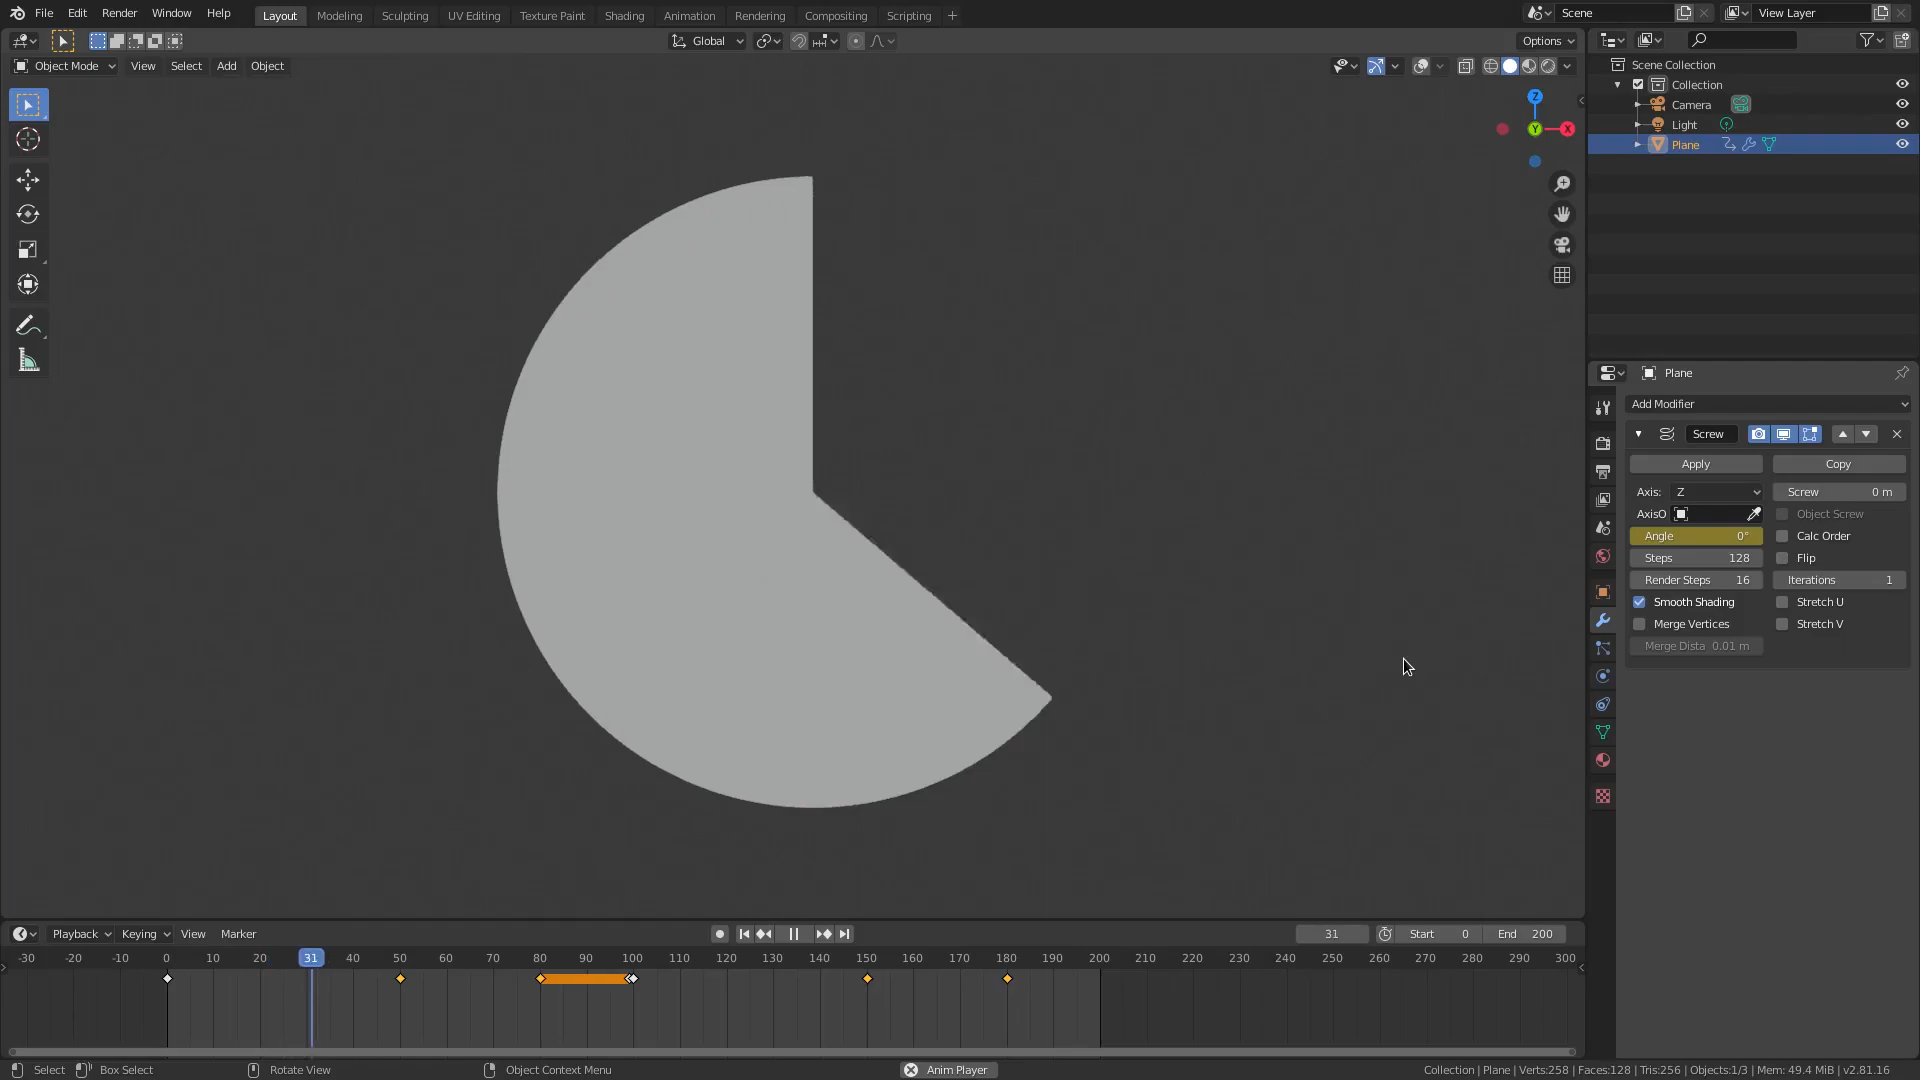 File Edit Render Window Help Layout Modeling Sculpting UV Editing Texture Paint Shading Animation Rendering Compositing Scripting + Scene View Layer
Global Options
Object Mode View Select Add Object
Z
Y X
Scene Collection
Collection
Camera
Light
Plane
Plane
Add Modifier
Screw
Apply Copy
Axis: Z Screw 0 m
AxisO Object Screw
Angle 0° Calc Order
Steps 128 Flip
Render Steps 16 Iterations 1
Smooth Shading Stretch U
Merge Vertices Stretch V
Merge Dista 0.01 m
Playback Keying View Marker 31 Start 0 End 200
-30 -20 -10 0 10 20 31 40 50 60 70 80 90 100 110 120 130 140 150 160 170 180 190 200 210 220 230 240 250 260 270 280 290 300
Select Box Select Rotate View Object Context Menu Anim Player Collection | Plane | Verts:258 | Faces:128 | Tris:256 | Objects:1/3 | Mem: 49.4 MiB | v2.81.16